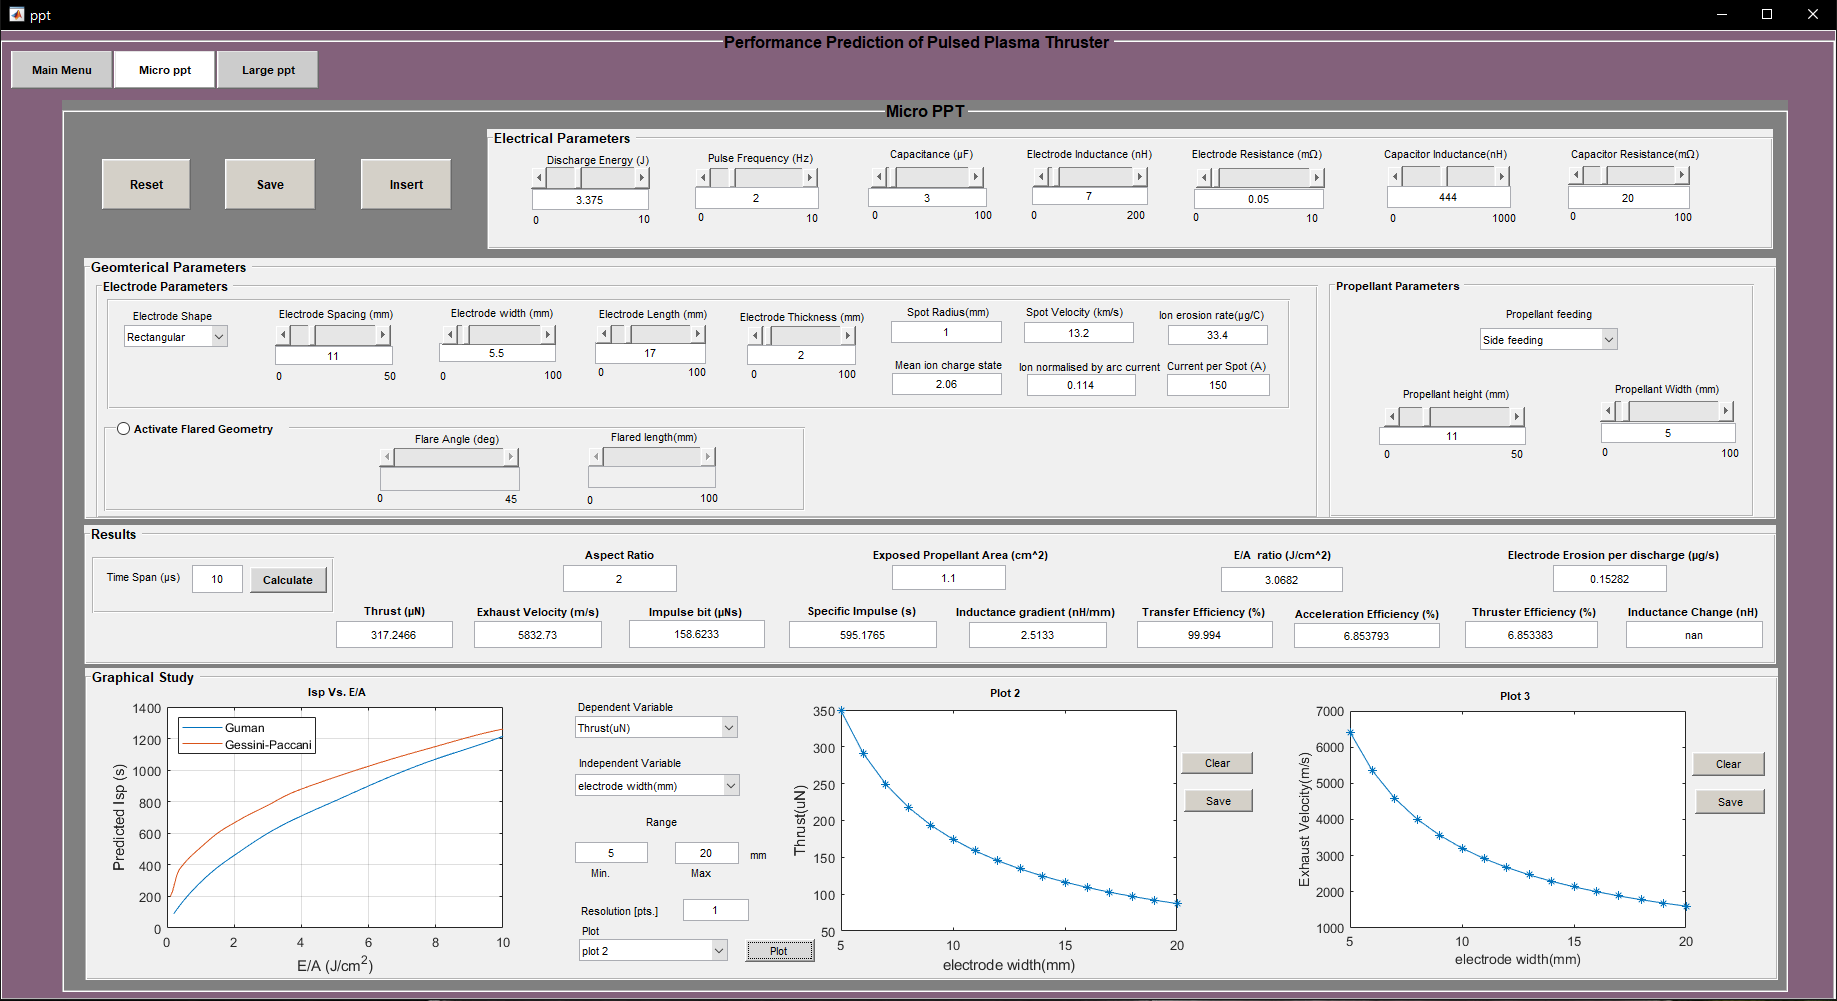 ppt
Performance Prediction of Pulsed Plasma Thruster
Main Menu Micro ppt Large ppt
Micro PPT
Reset Save Insert
Electrical Parameters
Discharge Energy (J) Pulse Frequency (Hz) Capacitance (µF) Electrode Inductance (nH) Electrode Resistance (mΩ) Capacitor Inductance(nH) Capacitor Resistance(mΩ)
3.375 2 3 7 0.05 444 20
0 10 0 10 0 100 0 200 0 10 0 1000 0 100
Geomterical Parameters
Electrode Parameters
Electrode Shape Electrode Spacing (mm) Electrode width (mm) Electrode Length (mm) Electrode Thickness (mm) Spot Radius(mm) Spot Velocity (km/s) Ion erosion rate(µg/C)
Rectangular 11 5.5 17 2 1 13.2 33.4
0 50 0 100 0 100 0 100
Mean ion charge state Ion normalised by arc current Current per Spot (A)
2.06 0.114 150
Activate Flared Geometry
Flare Angle (deg) Flared length(mm)
0 45 0 100
Propellant Parameters
Propellant feeding
Side feeding
Propellant height (mm) Propellant Width (mm)
11 5
0 50 0 100
Results
Time Span (µs) 10 Calculate
Aspect Ratio Exposed Propellant Area (cm^2) E/A ratio (J/cm^2) Electrode Erosion per discharge (µg/s)
2 1.1 3.0682 0.15282
Thrust (µN) Exhaust Velocity (m/s) Impulse bit (µNs) Specific Impulse (s) Inductance gradient (nH/mm) Transfer Efficiency (%) Acceleration Efficiency (%) Thruster Efficiency (%) Inductance Change (nH)
317.2466 5832.73 158.6233 595.1765 2.5133 99.994 6.853793 6.853383 nan
Graphical Study
Isp Vs. E/A
1400
1200
1000
800
600
400
200
0
Predicted Isp (s)
Guman
Gessini-Paccani
0 2 4 6 8 10
E/A (J/cm²)
Dependent Variable
Thrust(uN)
Independent Variable
electrode width(mm)
Range
5 20 mm
Min. Max
Resolution [pts.] 1
Plot
plot 2 Plot
Plot 2
350
300
250
200
150
100
50
Thrust(uN)
5 10 15 20
electrode width(mm)
Clear
Save
Plot 3
7000
6000
5000
4000
3000
2000
1000
Exhaust Velocity(m/s)
5 10 15 20
electrode width(mm)
Clear
Save